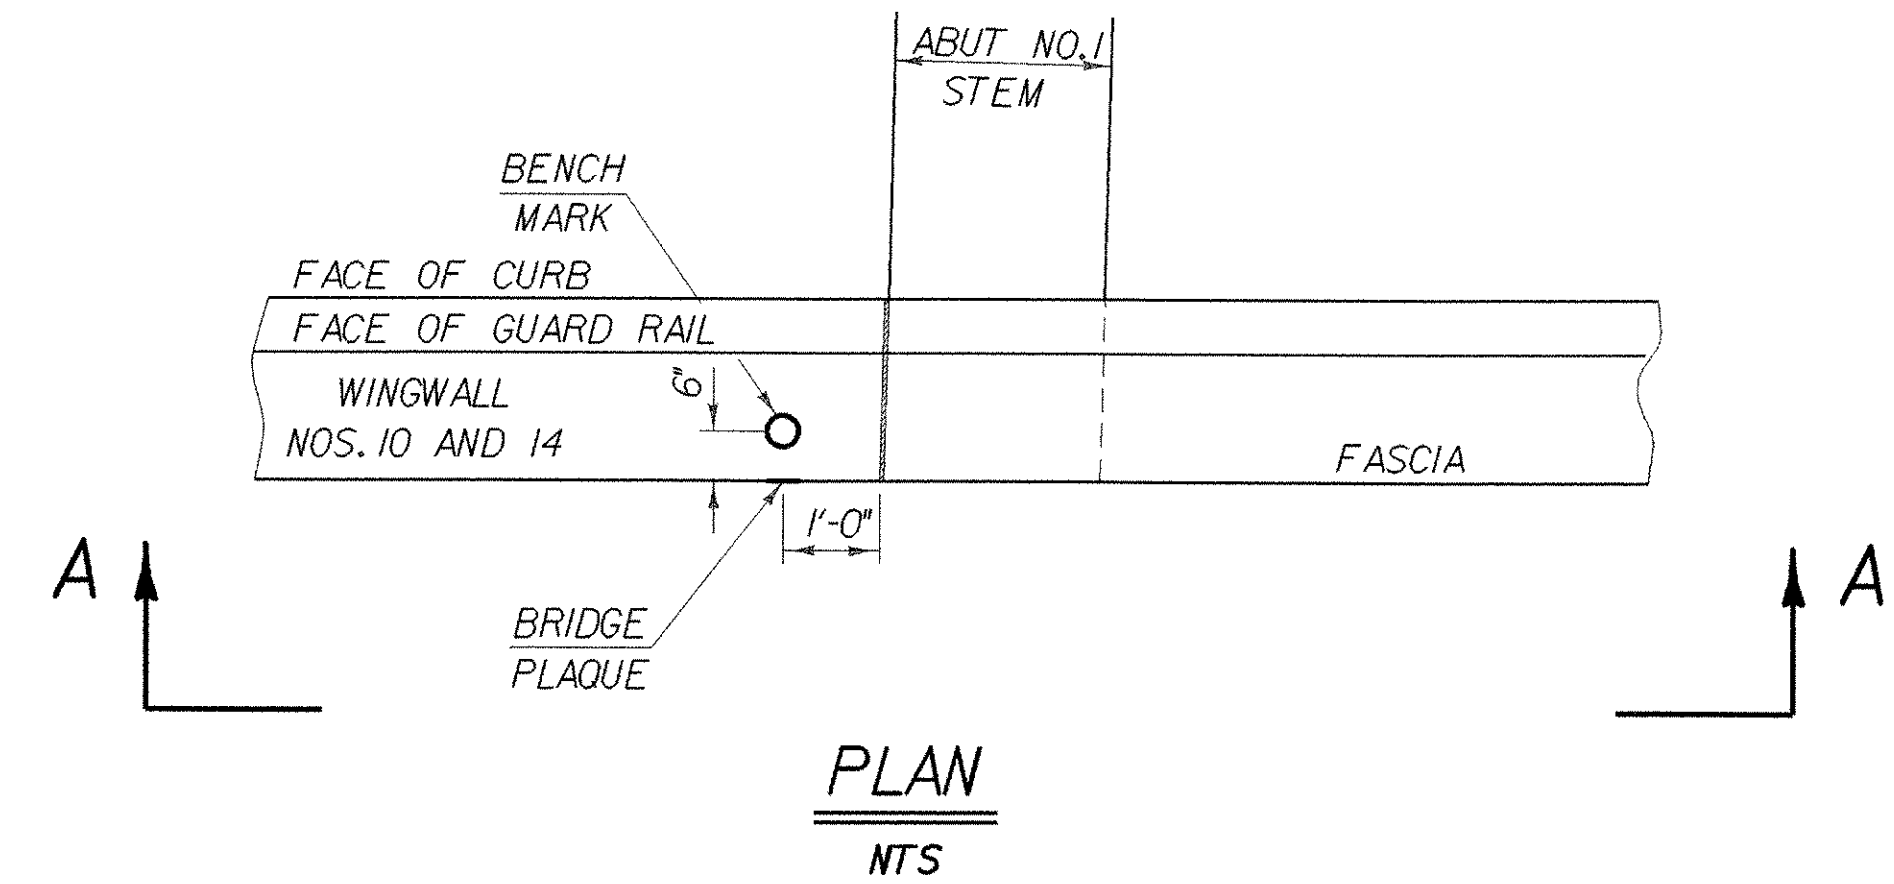 ABUT NO. 1
STEM
BENCH
MARK
FACE OF CURB
FACE OF GUARD RAIL
WINGWALL
NOS. 10 AND 14
6"
FASCIA
1'-0"
A
A
BRIDGE
PLAQUE
PLAN
NTS